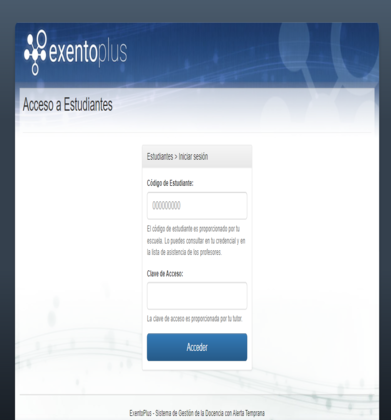 exentoplus
Acceso a Estudiantes
Estudiantes > Iniciar sesión
Código de Estudiante:
000000000
El código de estudiante es proporcionado por tu
escuela. Lo puedes consultar en tu credencial y en
la lista de asistencia de los profesores.
Clave de Acceso:
La clave de acceso es proporcionada por tu tutor.
Acceder
ExentoPlus - Sistema de Gestión de la Docencia con Alerta Temprana